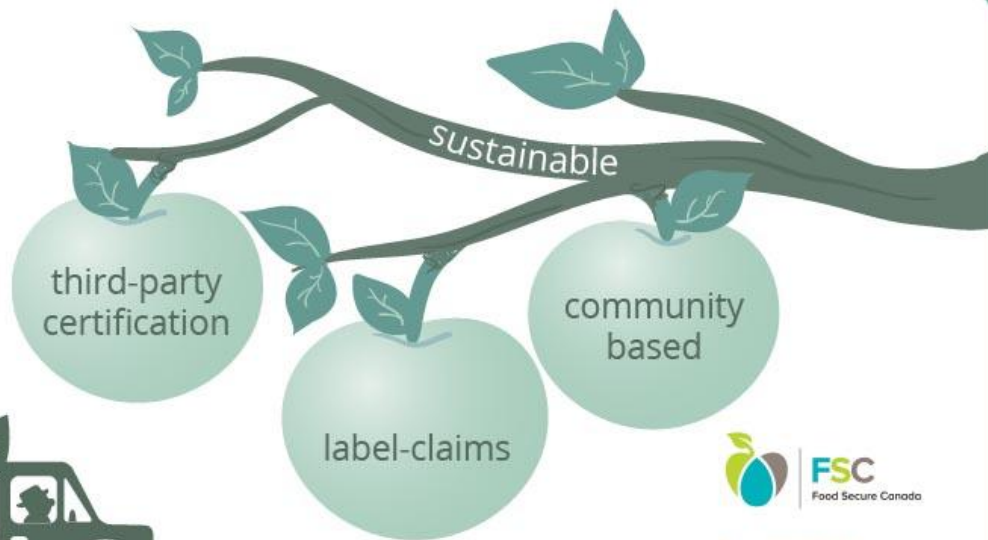 sustainable
third-party
certification
community
based
label-claims
FSC
Food Secure Canada